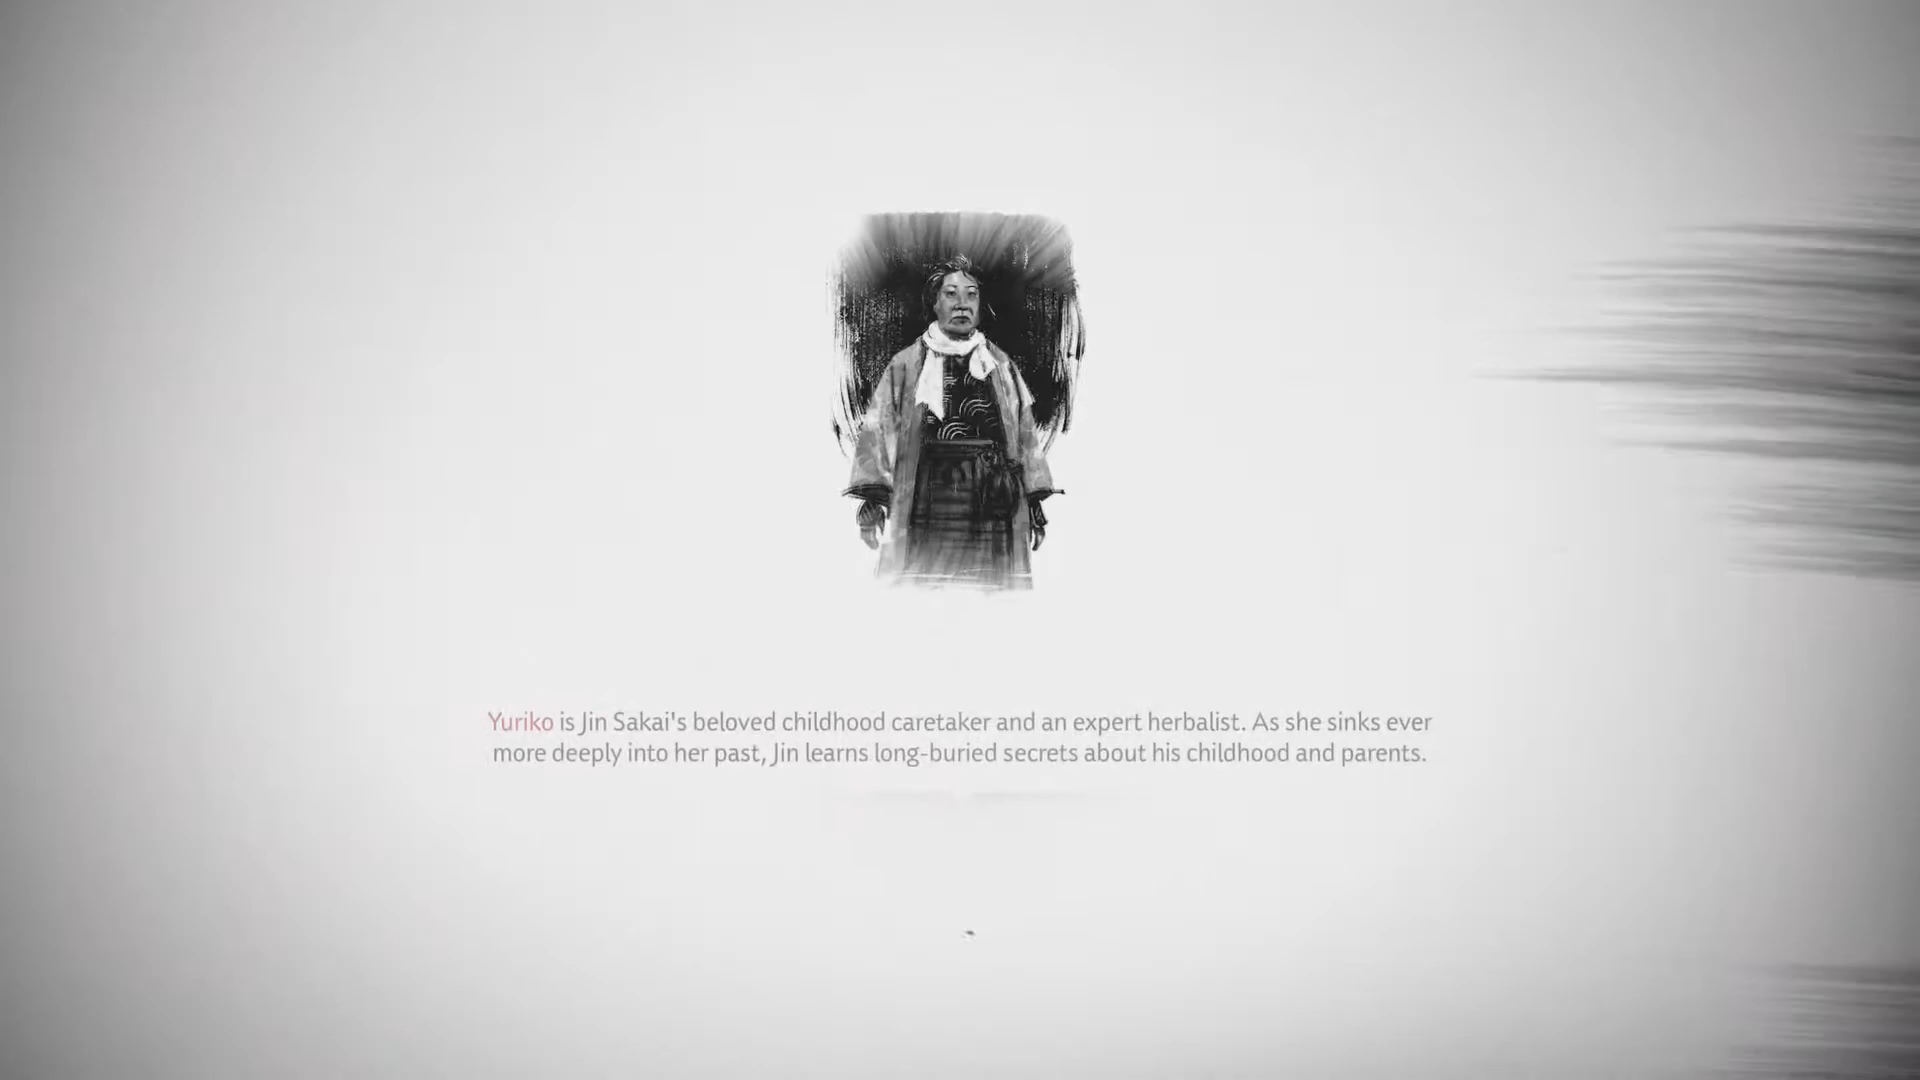 Yuriko is Jin Sakai's beloved childhood caretaker and an expert herbalist. As she sinks ever
more deeply into her past, Jin learns long-buried secrets about his childhood and parents.